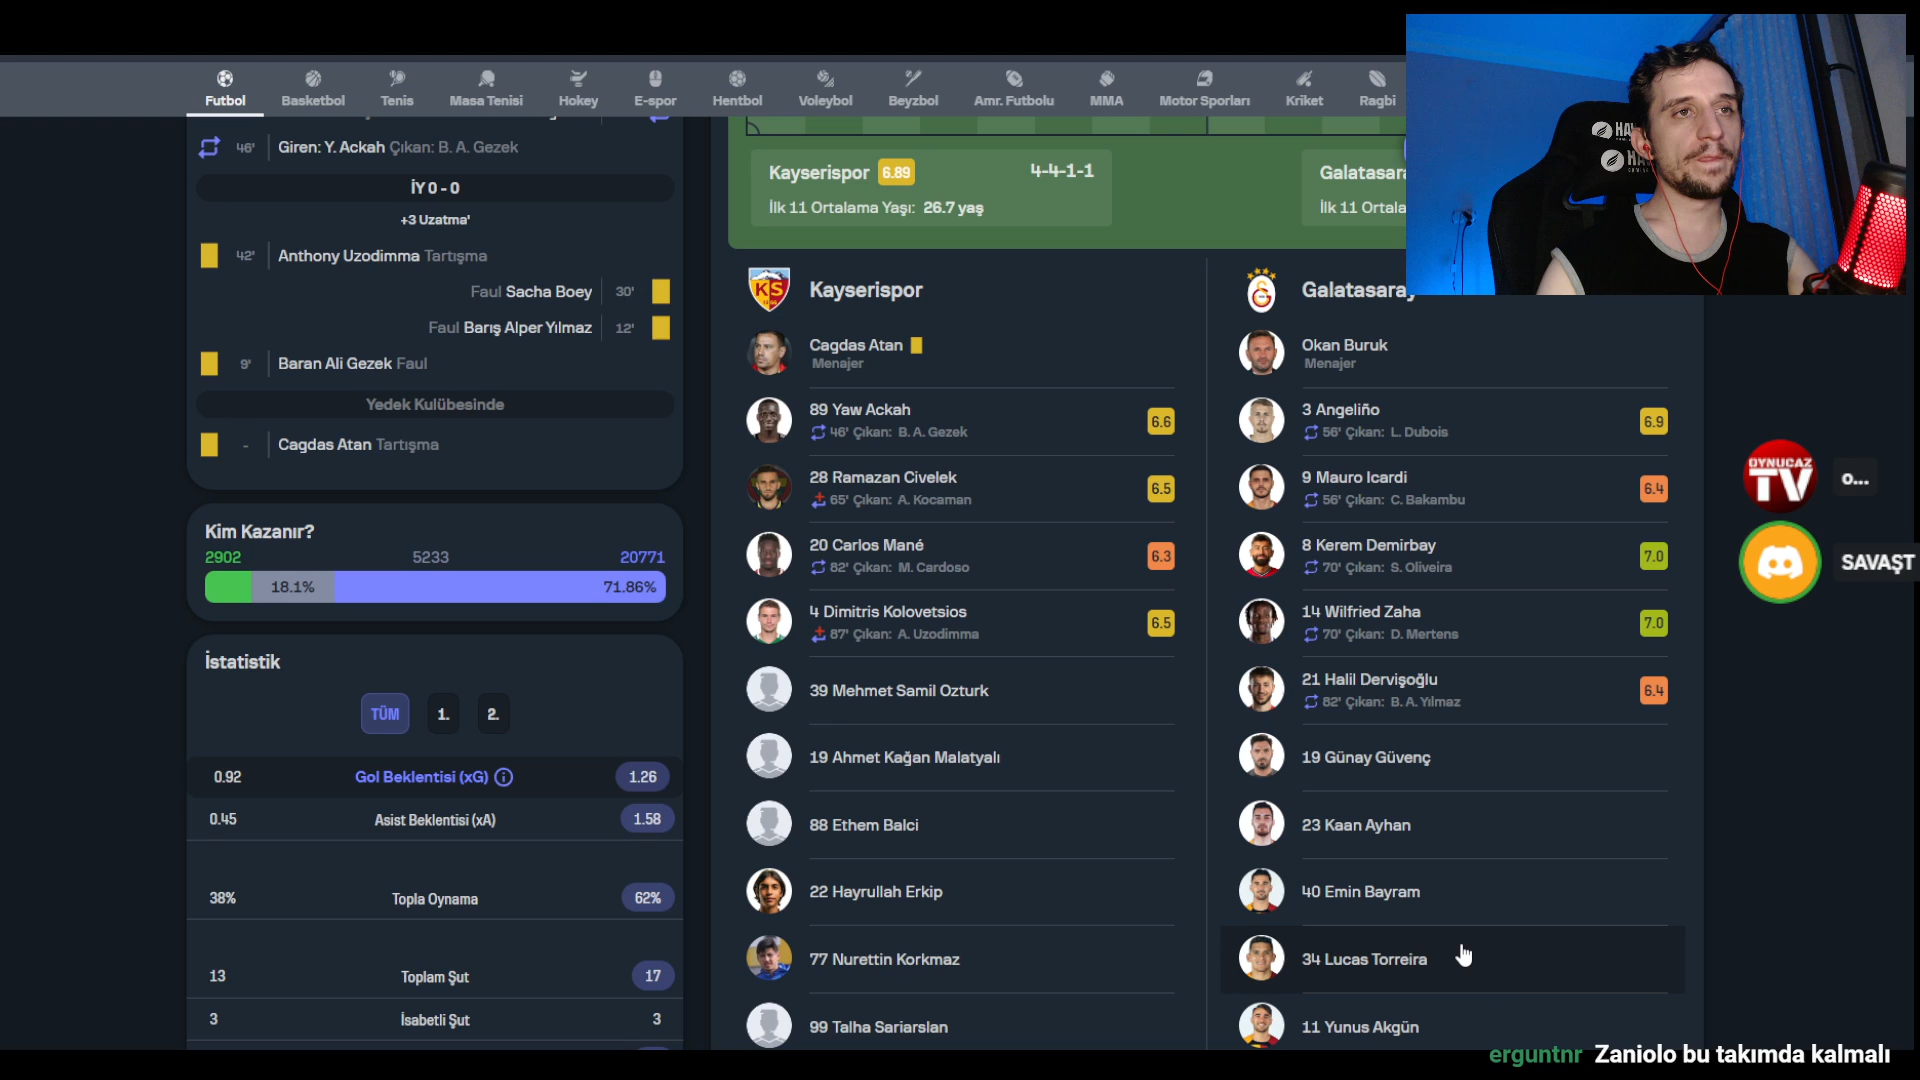 Futbol
Basketbol
Tenis
Masa Tenisi
Hokey
E-spor
Hentbol
Voleybol
Beyzbol
Amr. Futbolu
MMA
Motor Sporları
Kriket
Ragbi
46' Giren: Y. Ackah Çıkan: B. A. Gezek
İY 0 - 0
+3 Uzatma'
42' Anthony Uzodimma Tartışma
Faul Sacha Boey 30'
Faul Barış Alper Yılmaz 12'
9' Baran Ali Gezek Faul
Yedek Kulübesinde
- Cagdas Atan Tartışma
Kim Kazanır?
2902 5233 20771
18.1% 71.86%
İstatistik
TÜM 1. 2.
0.92 Gol Beklentisi (xG) 1.26
0.45 Asist Beklentisi (xA) 1.58
38% Topla Oynama 62%
13 Toplam Şut 17
3 İsabetli Şut 3
Kayserispor 6.89 4-4-1-1
İlk 11 Ortalama Yaşı: 26.7 yaş
Galatasar
İlk 11 Ortala
Kayserispor
Cagdas Atan
Menajer
89 Yaw Ackah 6.6
46' Çıkan: B. A. Gezek
28 Ramazan Civelek 6.5
65' Çıkan: A. Kocaman
20 Carlos Mané 6.3
82' Çıkan: M. Cardoso
4 Dimitris Kolovetsios 6.5
87' Çıkan: A. Uzodimma
39 Mehmet Samil Ozturk
19 Ahmet Kağan Malatyalı
88 Ethem Balci
22 Hayrullah Erkip
77 Nurettin Korkmaz
99 Talha Sariarslan
Galatasaray
Okan Buruk
Menajer
3 Angeliño 6.9
56' Çıkan: L. Dubois
9 Mauro Icardi 6.4
56' Çıkan: C. Bakambu
8 Kerem Demirbay 7.0
70' Çıkan: S. Oliveira
14 Wilfried Zaha 7.0
70' Çıkan: D. Mertens
21 Halil Dervişoğlu 6.4
82' Çıkan: B. A. Yılmaz
19 Günay Güvenç
23 Kaan Ayhan
40 Emin Bayram
34 Lucas Torreira
11 Yunus Akgün
OYNUCAZ
TV
o...
SAVAŞT
erguntnr Zaniolo bu takımda kalmalı